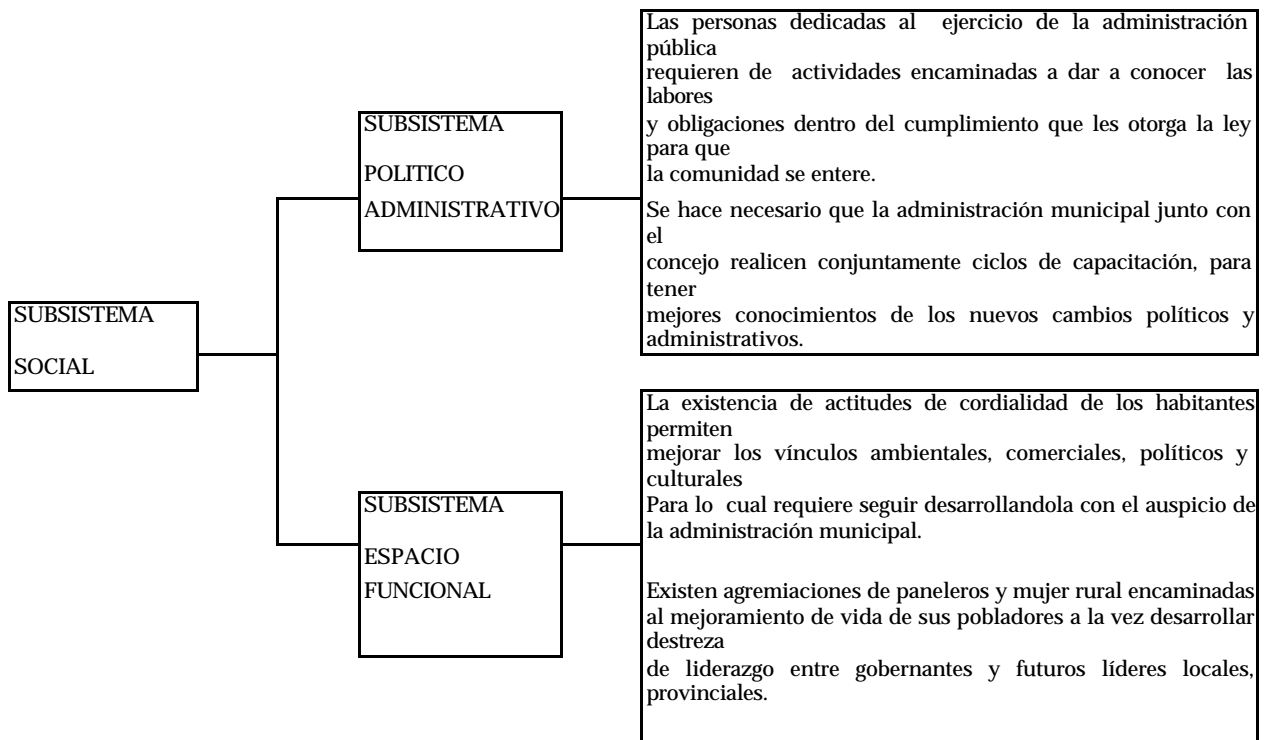 SUBSISTEMA
SOCIAL
SUBSISTEMA
POLITICO
ADMINISTRATIVO
Las personas dedicadas al ejercicio de la administración
pública
requieren de actividades encaminadas a dar a conocer las
labores
y obligaciones dentro del cumplimiento que les otorga la ley
para que
la comunidad se entere.
Se hace necesario que la administración municipal junto con
el
concejo realicen conjuntamente ciclos de capacitación, para
tener
mejores conocimientos de los nuevos cambios políticos y
administrativos.
SUBSISTEMA
ESPACIO
FUNCIONAL
La existencia de actitudes de cordialidad de los habitantes
permiten
mejorar los vínculos ambientales, comerciales, políticos y
culturales
Para lo cual requiere seguir desarrollandola con el auspicio de
la administración municipal.
Existen agremiaciones de paneleros y mujer rural encaminadas
al mejoramiento de vida de sus pobladores a la vez desarrollar
destreza
de liderazgo entre gobernantes y futuros líderes locales,
provinciales.